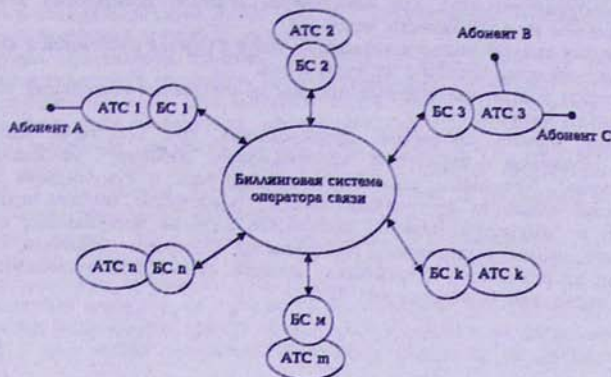 АТС 2
БС 2
Абонент В
АТС 1 БС 1
БС 3 АТС 3
Абонент А
Абонент С
Биллинговая система
оператора связи
АТС n БС n
БС k АТС k
БС м
АТС m